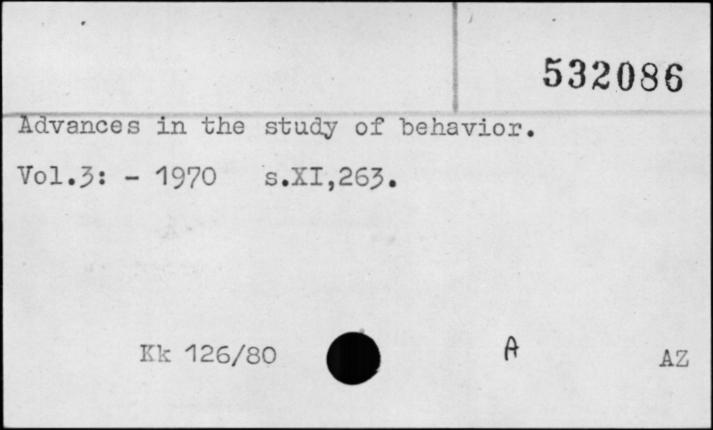 532086
Advances in the study of behavior.
Vol.3: - 1970 s.XI,263.
Kk 126/80 A AZ